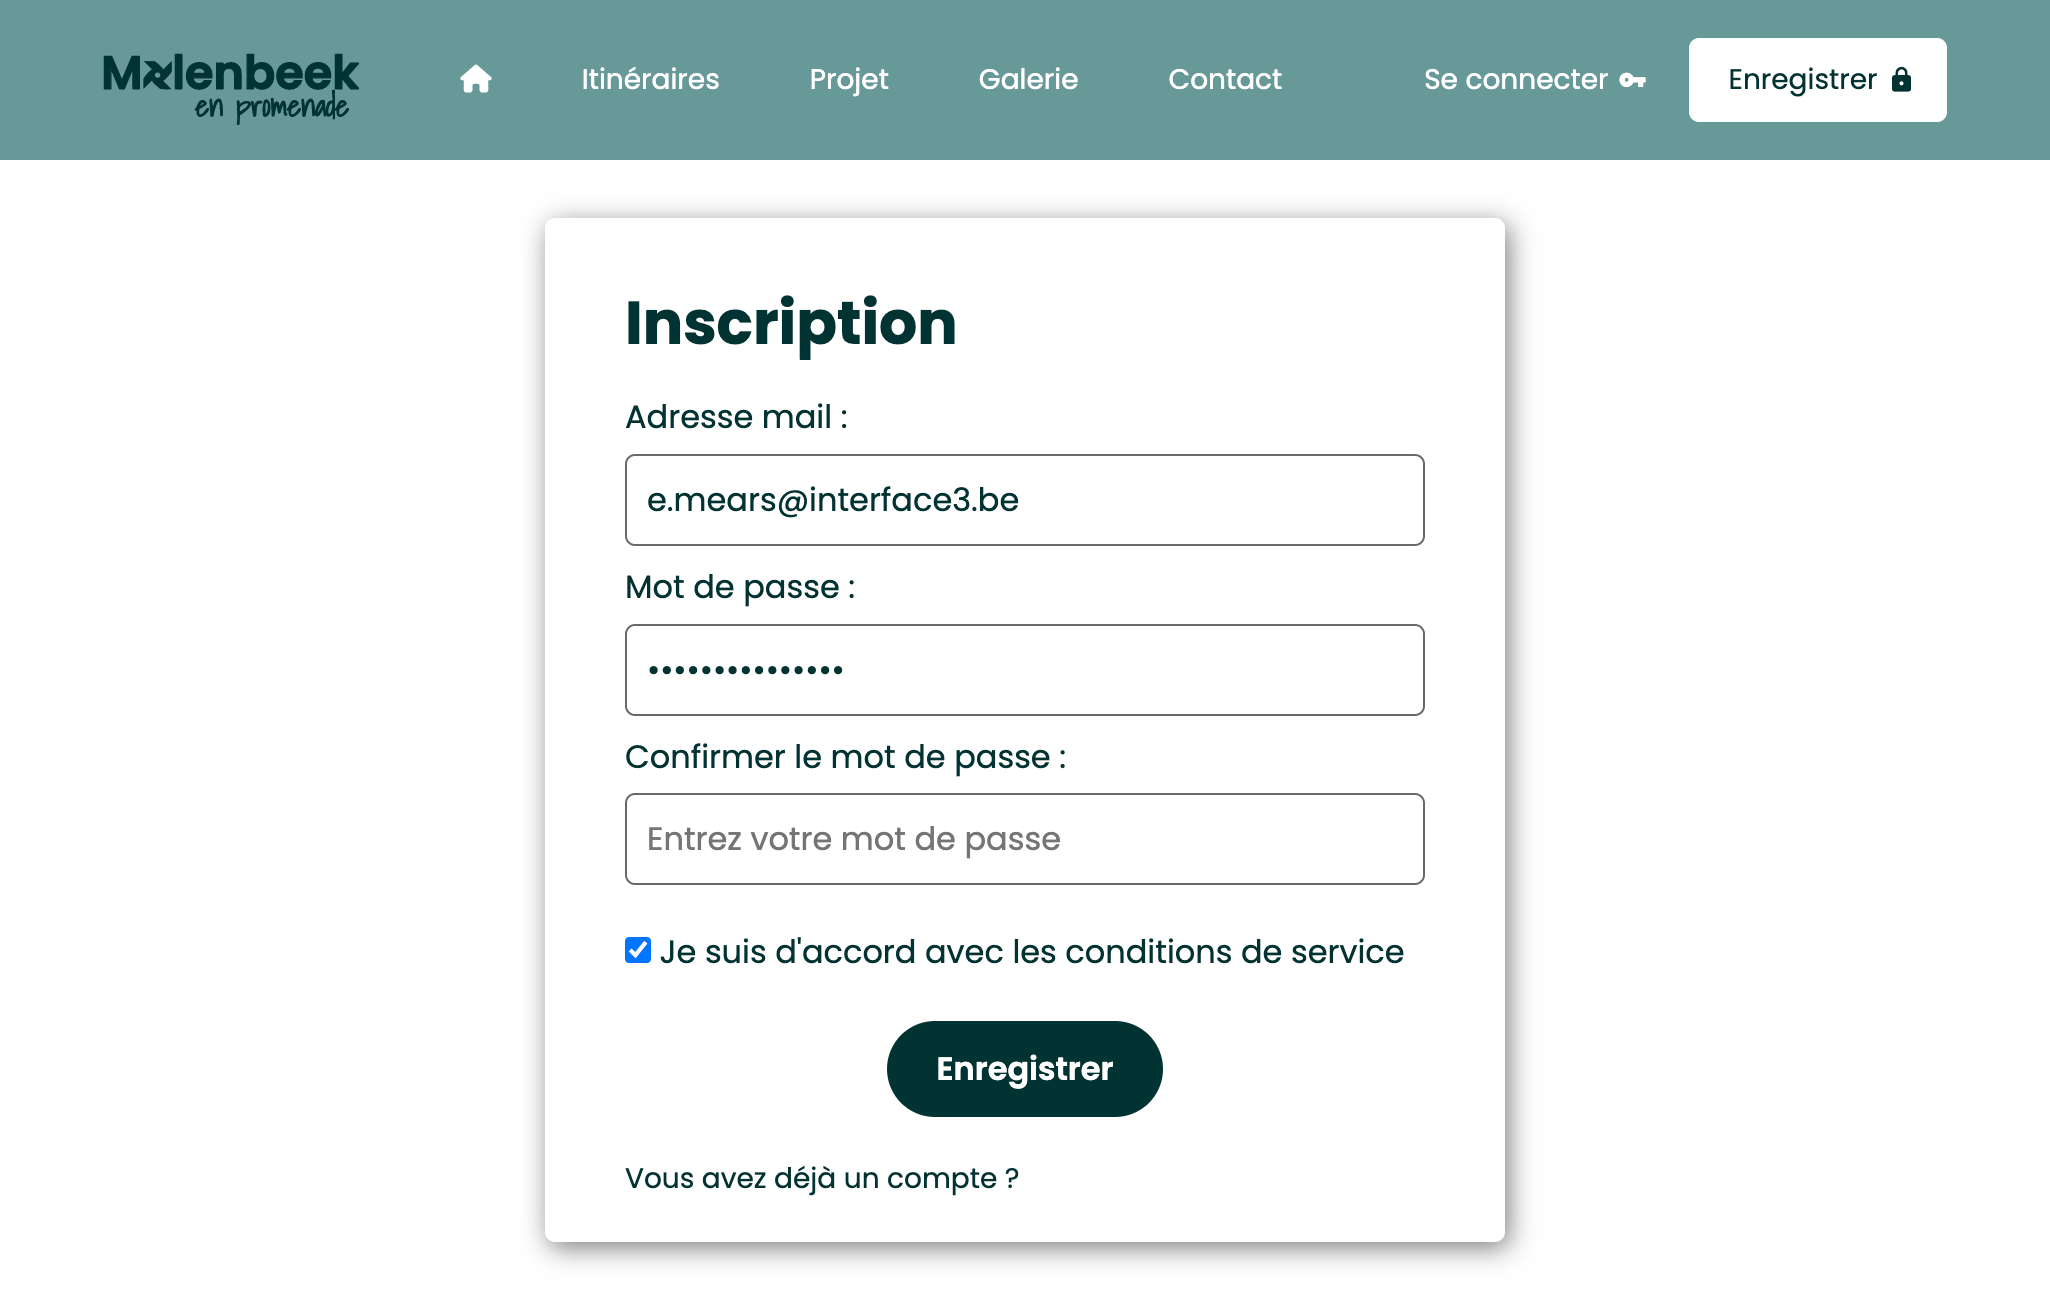 Molenbeek
en promenade
Itinéraires
Projet
Galerie
Contact
Se connecter
Enregistrer
Inscription
Adresse mail :
e.mears@interface3.be
Mot de passe :
•••••••••••••••
Confirmer le mot de passe :
Entrez votre mot de passe
Je suis d'accord avec les conditions de service
Enregistrer
Vous avez déjà un compte ?